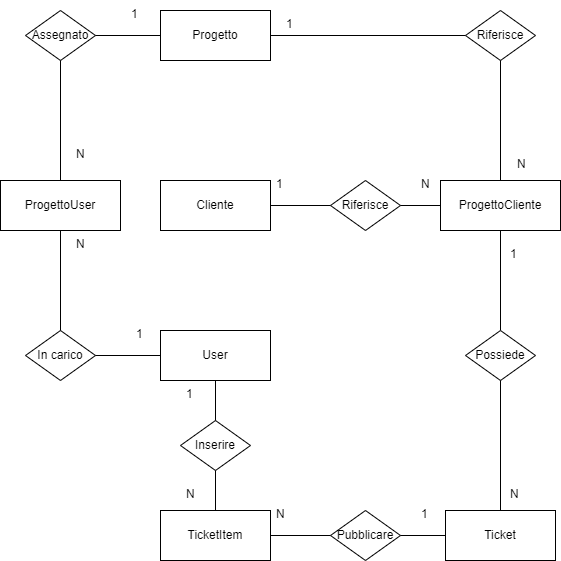 1
1
Assegnato
Progetto
Riferisce
N
N
ProgettoUser
Cliente
1
Riferisce
N
ProgettoCliente
N
1
In carico
1
User
Possiede
1
Inserire
N
N
1
N
TicketItem
Pubblicare
Ticket